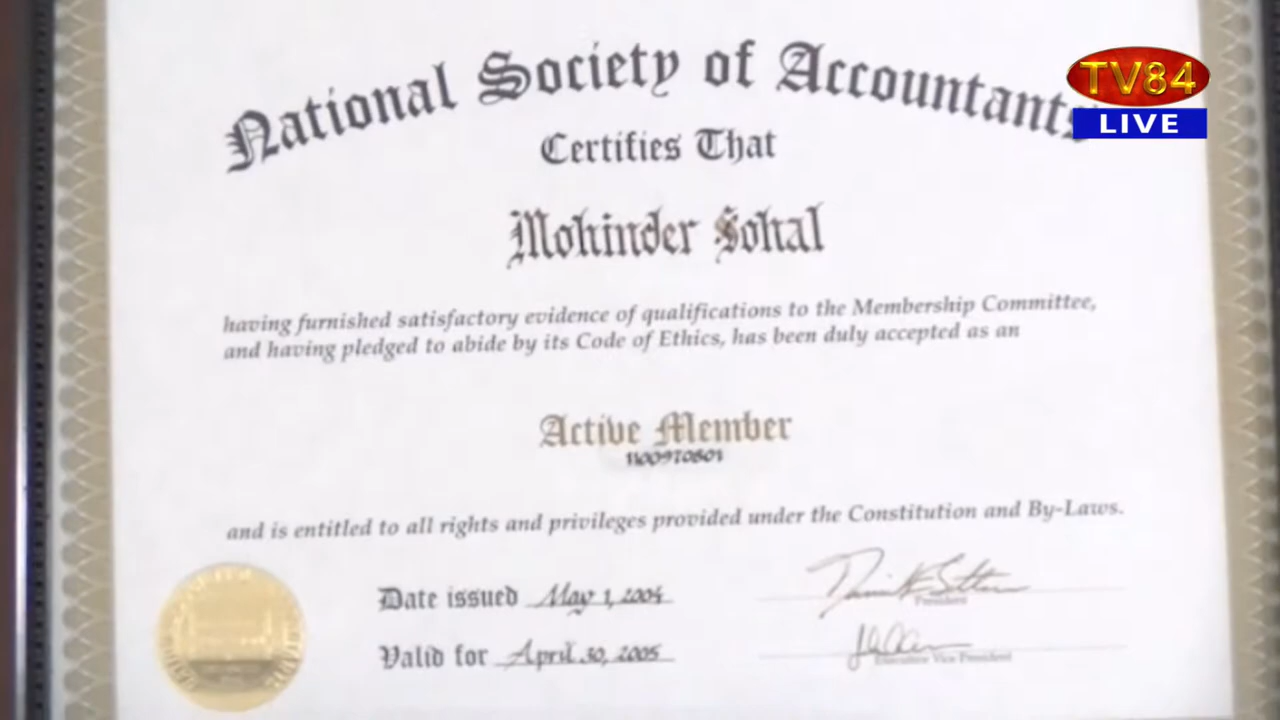 National Society of Accountants
TV84
LIVE
Certifies That
Mohinder Sohal
having furnished satisfactory evidence of qualifications to the Membership Committee,
and having pledged to abide by its Code of Ethics, has been duly accepted as an
Active Member
and is entitled to all rights and privileges provided under the Constitution and By-Laws.
Date issued May 1, 2004
President
Valid for April 30, 2005
Executive Vice President